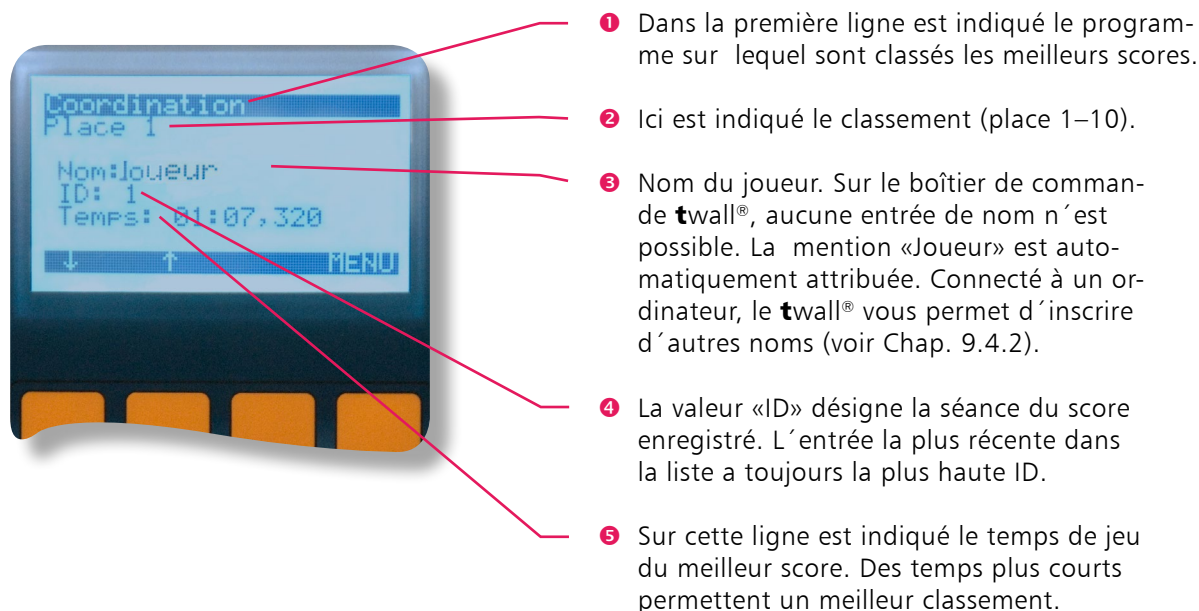 Coordination
Place 1
Nom:Joueur
ID: 1
Temps: 01:07,320
↓ ↑ MENU
❶ Dans la première ligne est indiqué le program-
me sur lequel sont classés les meilleurs scores.
❷ Ici est indiqué le classement (place 1–10).
❸ Nom du joueur. Sur le boîtier de comman-
de twall®, aucune entrée de nom n´est
possible. La mention «Joueur» est auto-
matiquement attribuée. Connecté à un or-
dinateur, le twall® vous permet d´inscrire
d´autres noms (voir Chap. 9.4.2).
❹ La valeur «ID» désigne la séance du score
enregistré. L´entrée la plus récente dans
la liste a toujours la plus haute ID.
❺ Sur cette ligne est indiqué le temps de jeu
du meilleur score. Des temps plus courts
permettent un meilleur classement.